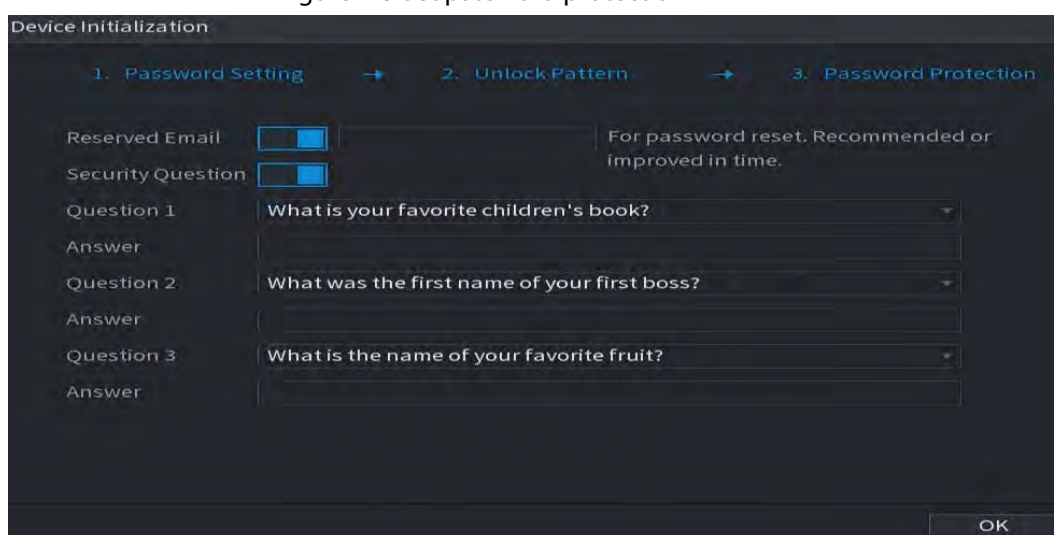 Device Initialization
1. Password Setting → 2. Unlock Pattern → 3. Password Protection
Reserved Email
For password reset. Recommended or
improved in time.
Security Question
Question 1 What is your favorite children's book?
Answer
Question 2 What was the first name of your first boss?
Answer
Question 3 What is the name of your favorite fruit?
Answer
OK